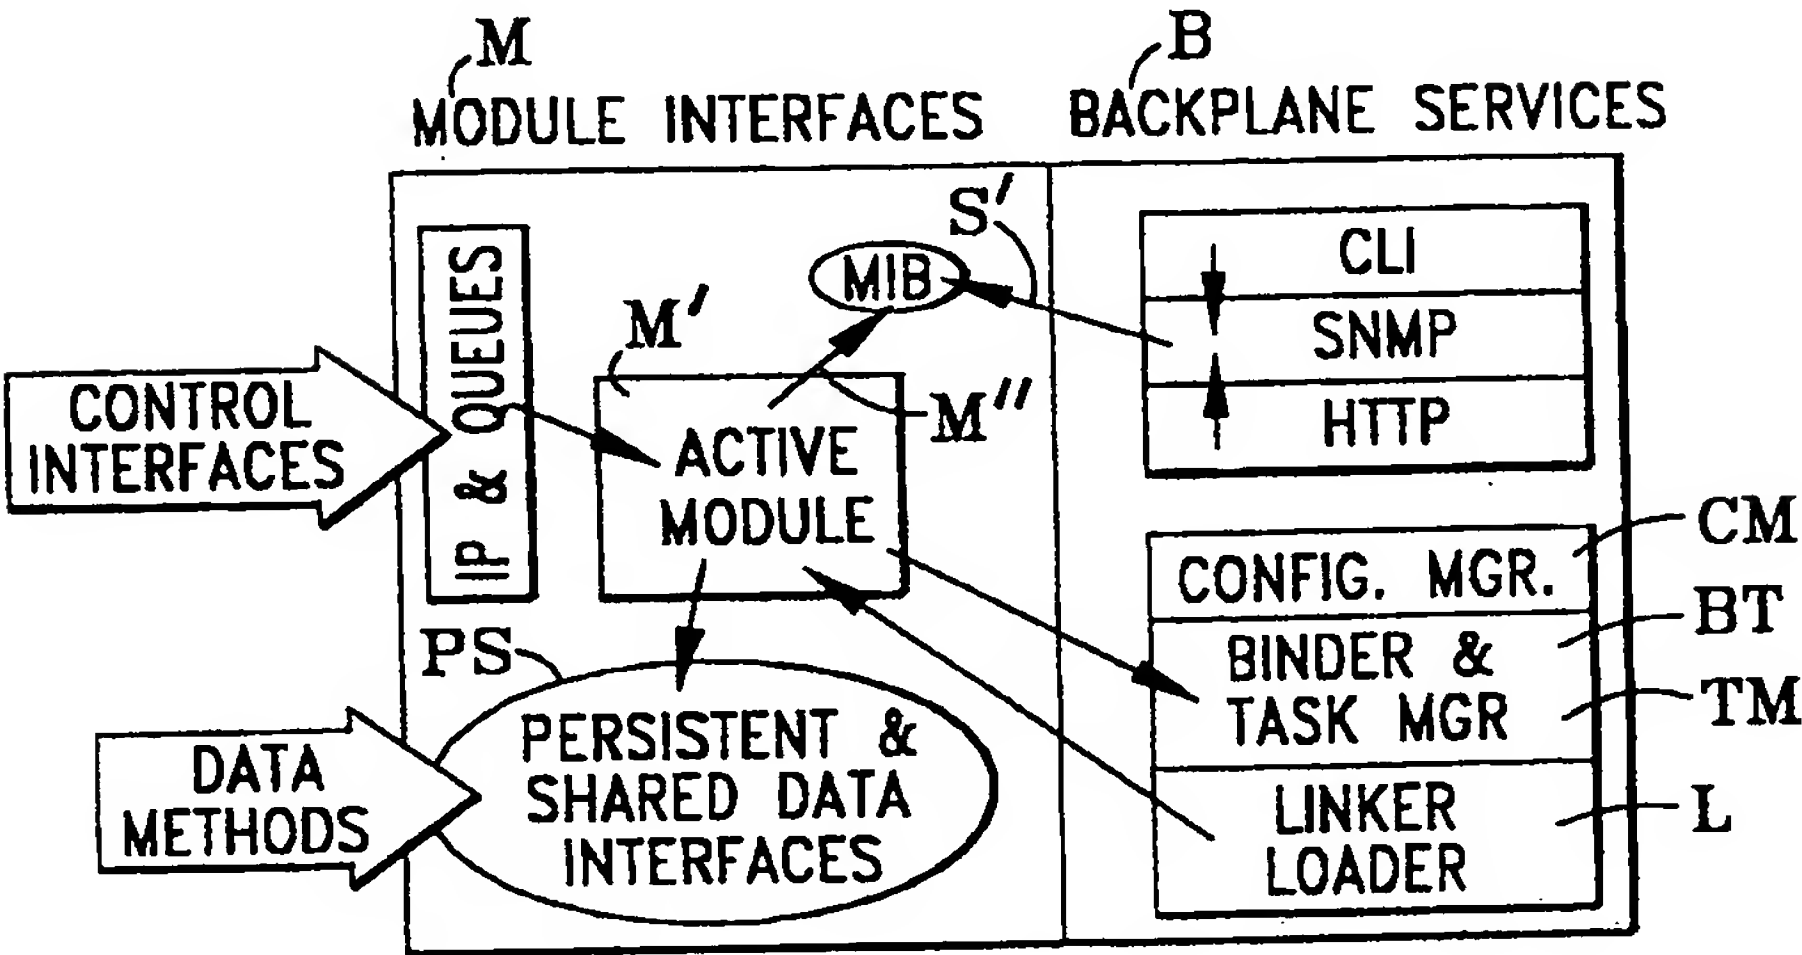 M
B
MODULE INTERFACES
BACKPLANE SERVICES
S'
MIB
CLI
SNMP
HTTP
IP & QUEUES
M'
M"
CONTROL
INTERFACES
ACTIVE
MODULE
CONFIG. MGR.
CM
BINDER &
TASK MGR
BT
TM
LINKER
LOADER
L
PS
PERSISTENT &
SHARED DATA
INTERFACES
DATA
METHODS